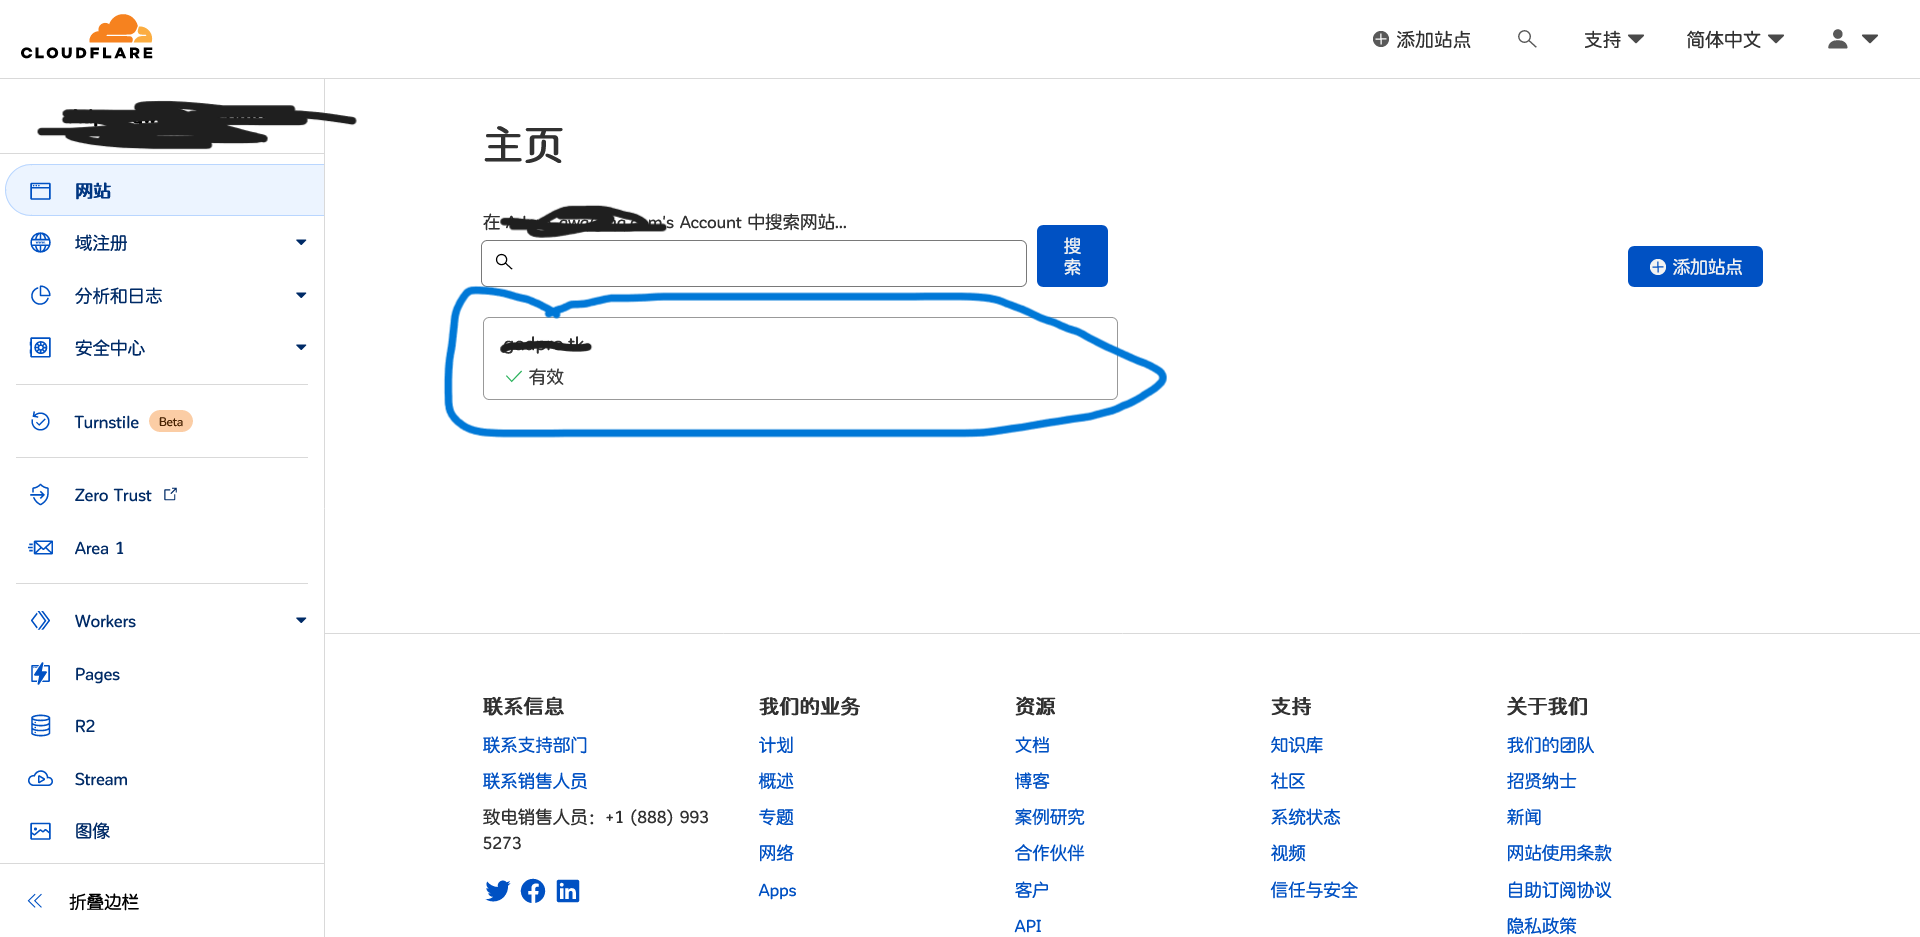 CLOUDFLARE
添加站点
支持
简体中文
网站
域注册
分析和日志
安全中心
Turnstile Beta
Zero Trust
Area 1
Workers
Pages
R2
Stream
图像
折叠边栏
主页
在
's Account 中搜索网站...
搜索
添加站点
有效
联系信息
联系支持部门
联系销售人员
致电销售人员：+1 (888) 993
5273
我们的业务
计划
概述
专题
网络
Apps
资源
文档
博客
案例研究
合作伙伴
客户
API
支持
知识库
社区
系统状态
视频
信任与安全
关于我们
我们的团队
招贤纳士
新闻
网站使用条款
自助订阅协议
隐私政策